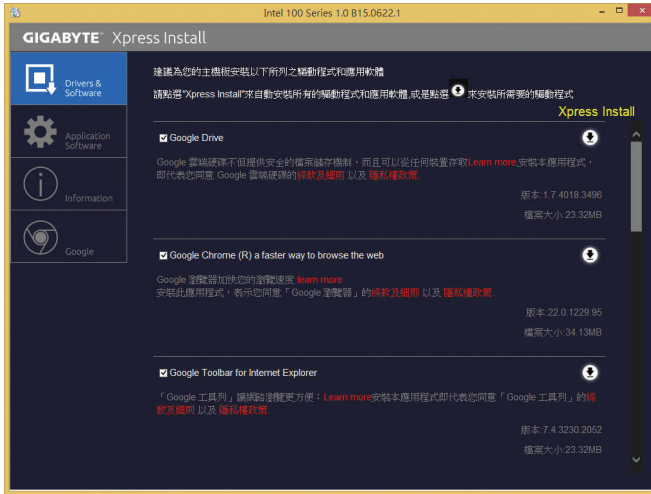 Intel 100 Series 1.0 B15.0622.1
GIGABYTE™ Xpress Install
Drivers & Software
Application Software
Information
Google
建議為您的主機板安裝以下所列之驅動程式和應用軟體
請點選"Xpress Install"來自動安裝所有的驅動程式和應用軟體,或是點選 來安裝所需要的驅動程式
Xpress Install
Google Drive
Google 雲端硬碟不但提供安全的檔案儲存機制，而且可以從任何裝置存取Learn more,安裝本應用程式，
即代表您同意 Google 雲端硬碟的條款及細則 以及 隱私權政策.
版本:1.7.4018.3496
檔案大小:23.32MB
Google Chrome (R) a faster way to browse the web
Google 瀏覽器加快您的瀏覽速度.learn more
安裝此應用程式，表示您同意「Google 瀏覽器」的條款及細則 以及 隱私權政策.
版本:22.0.1229.95
檔案大小:34.13MB
Google Toolbar for Internet Explorer
「Google 工具列」讓網路瀏覽更方便：Learn more安裝本應用程式即代表您同意「Google 工具列」的條
款及細則 以及 隱私權政策.
版本:7.4.3230.2052
檔案大小:23.32MB